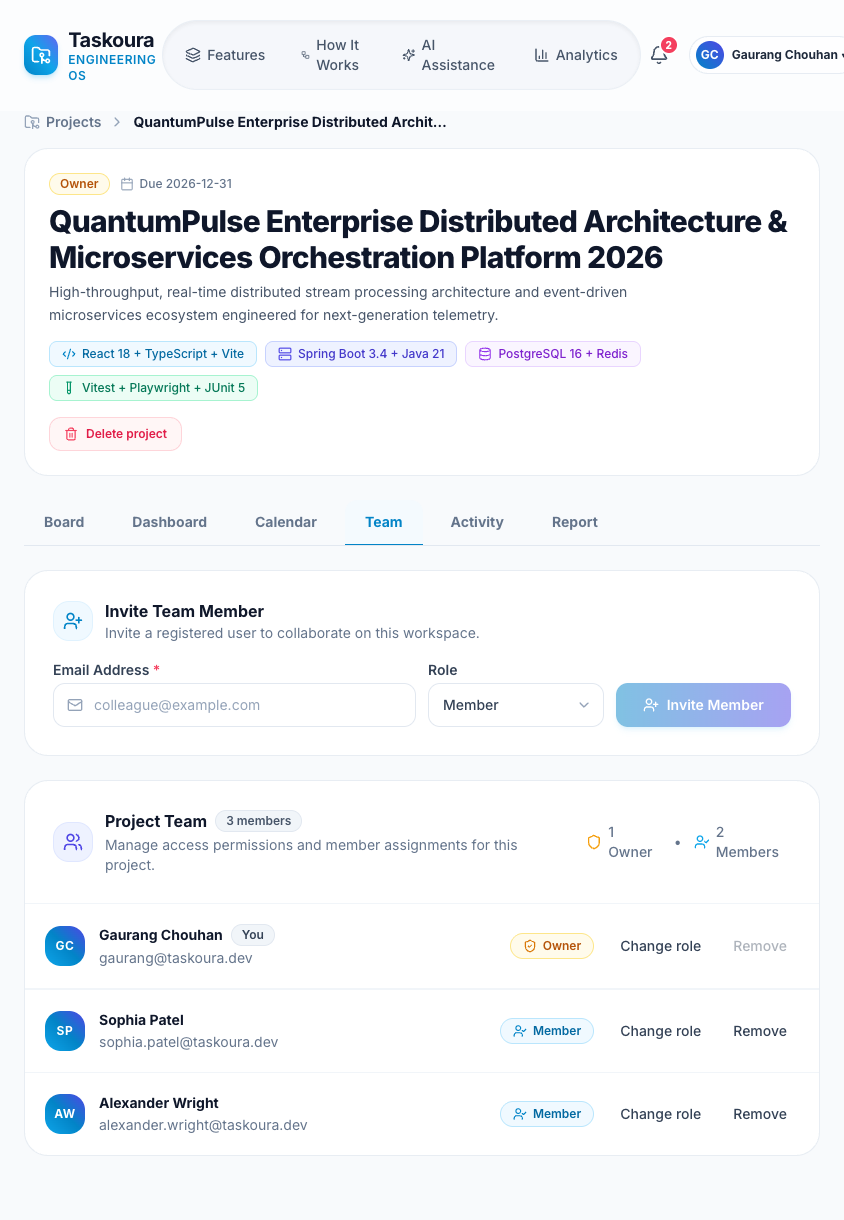 Taskoura
ENGINEERING
OS
Features
How It
Works
AI
Assistance
Analytics
2
GC
Gaurang Chouhan
Projects
QuantumPulse Enterprise Distributed Archit...
Owner
Due 2026-12-31
QuantumPulse Enterprise Distributed Architecture &
Microservices Orchestration Platform 2026
High-throughput, real-time distributed stream processing architecture and event-driven
microservices ecosystem engineered for next-generation telemetry.
React 18 + TypeScript + Vite
Spring Boot 3.4 + Java 21
PostgreSQL 16 + Redis
Vitest + Playwright + JUnit 5
Delete project
Board
Dashboard
Calendar
Team
Activity
Report
Invite Team Member
Invite a registered user to collaborate on this workspace.
Email Address *
Role
colleague@example.com
Member
Invite Member
Project Team
3 members
Manage access permissions and member assignments for this
project.
1
Owner
•
2
Members
GC
Gaurang Chouhan
You
gaurang@taskoura.dev
Owner
Change role
Remove
SP
Sophia Patel
sophia.patel@taskoura.dev
Member
Change role
Remove
AW
Alexander Wright
alexander.wright@taskoura.dev
Member
Change role
Remove